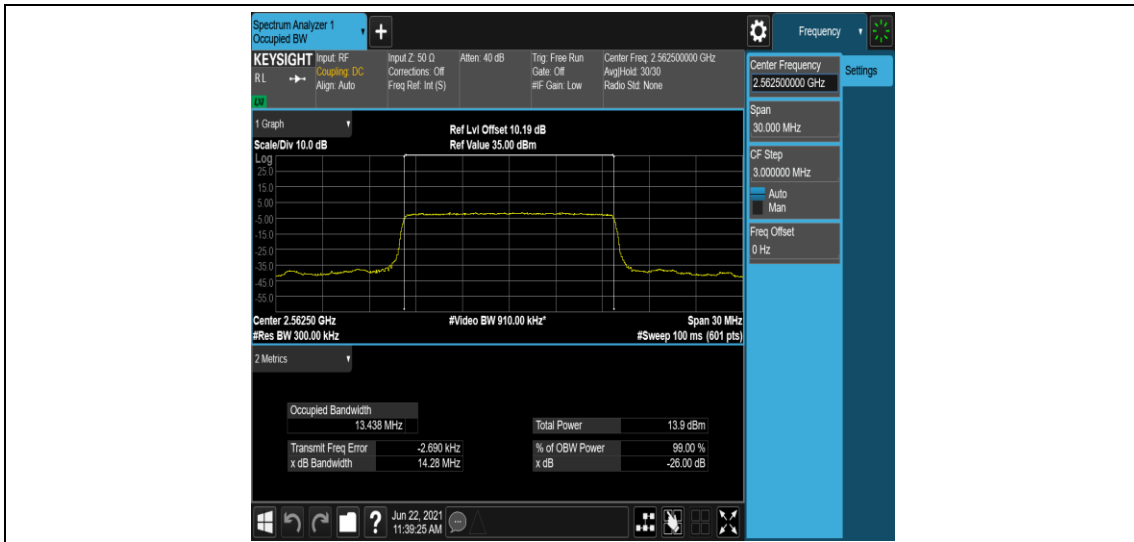 Spectrum Analyzer 1
Occupied BW
+
Frequency
KEYSIGHT
RL
LXI
Input: RF
Coupling: DC
Align: Auto
Input Z: 50 Ω
Corrections: Off
Freq Ref: Int (S)
Atten: 40 dB
Trig: Free Run
Gate: Off
#IF Gain: Low
Center Freq: 2.562500000 GHz
Avg|Hold: 30/30
Radio Std: None
Center Frequency
2.562500000 GHz
Settings
Span
30.000 MHz
CF Step
3.000000 MHz
Auto
Man
Freq Offset
0 Hz
1 Graph
Scale/Div 10.0 dB
Ref Lvl Offset 10.19 dB
Ref Value 35.00 dBm
Log
25.0
15.0
5.00
-5.00
-15.0
-25.0
-35.0
-45.0
-55.0
Center 2.56250 GHz
#Res BW 300.00 kHz
#Video BW 910.00 kHz*
Span 30 MHz
#Sweep 100 ms (601 pts)
2 Metrics
Occupied Bandwidth
13.438 MHz
Total Power 13.9 dBm
Transmit Freq Error -2.690 kHz
% of OBW Power 99.00 %
x dB Bandwidth 14.28 MHz
x dB -26.00 dB
?
Jun 22, 2021
11:39:25 AM